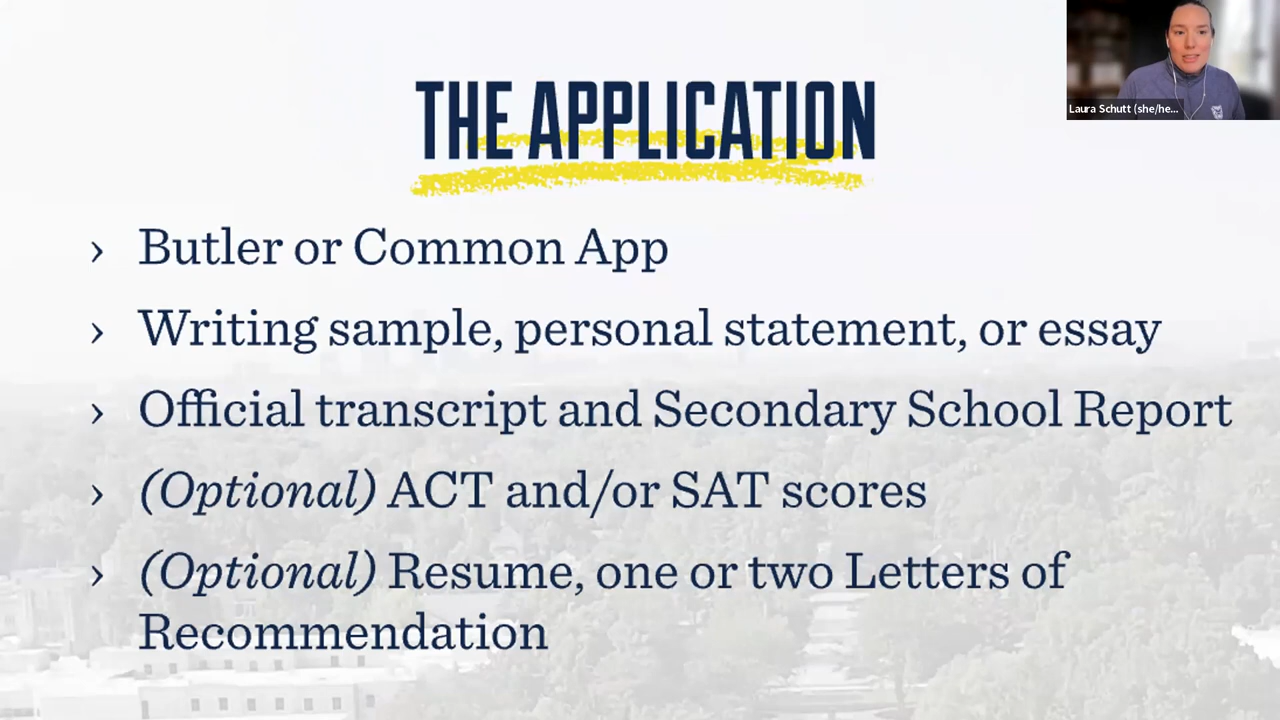 Laura Schutt (she/he...
THE APPLICATION
› Butler or Common App
› Writing sample, personal statement, or essay
› Official transcript and Secondary School Report
› (Optional) ACT and/or SAT scores
› (Optional) Resume, one or two Letters of
Recommendation